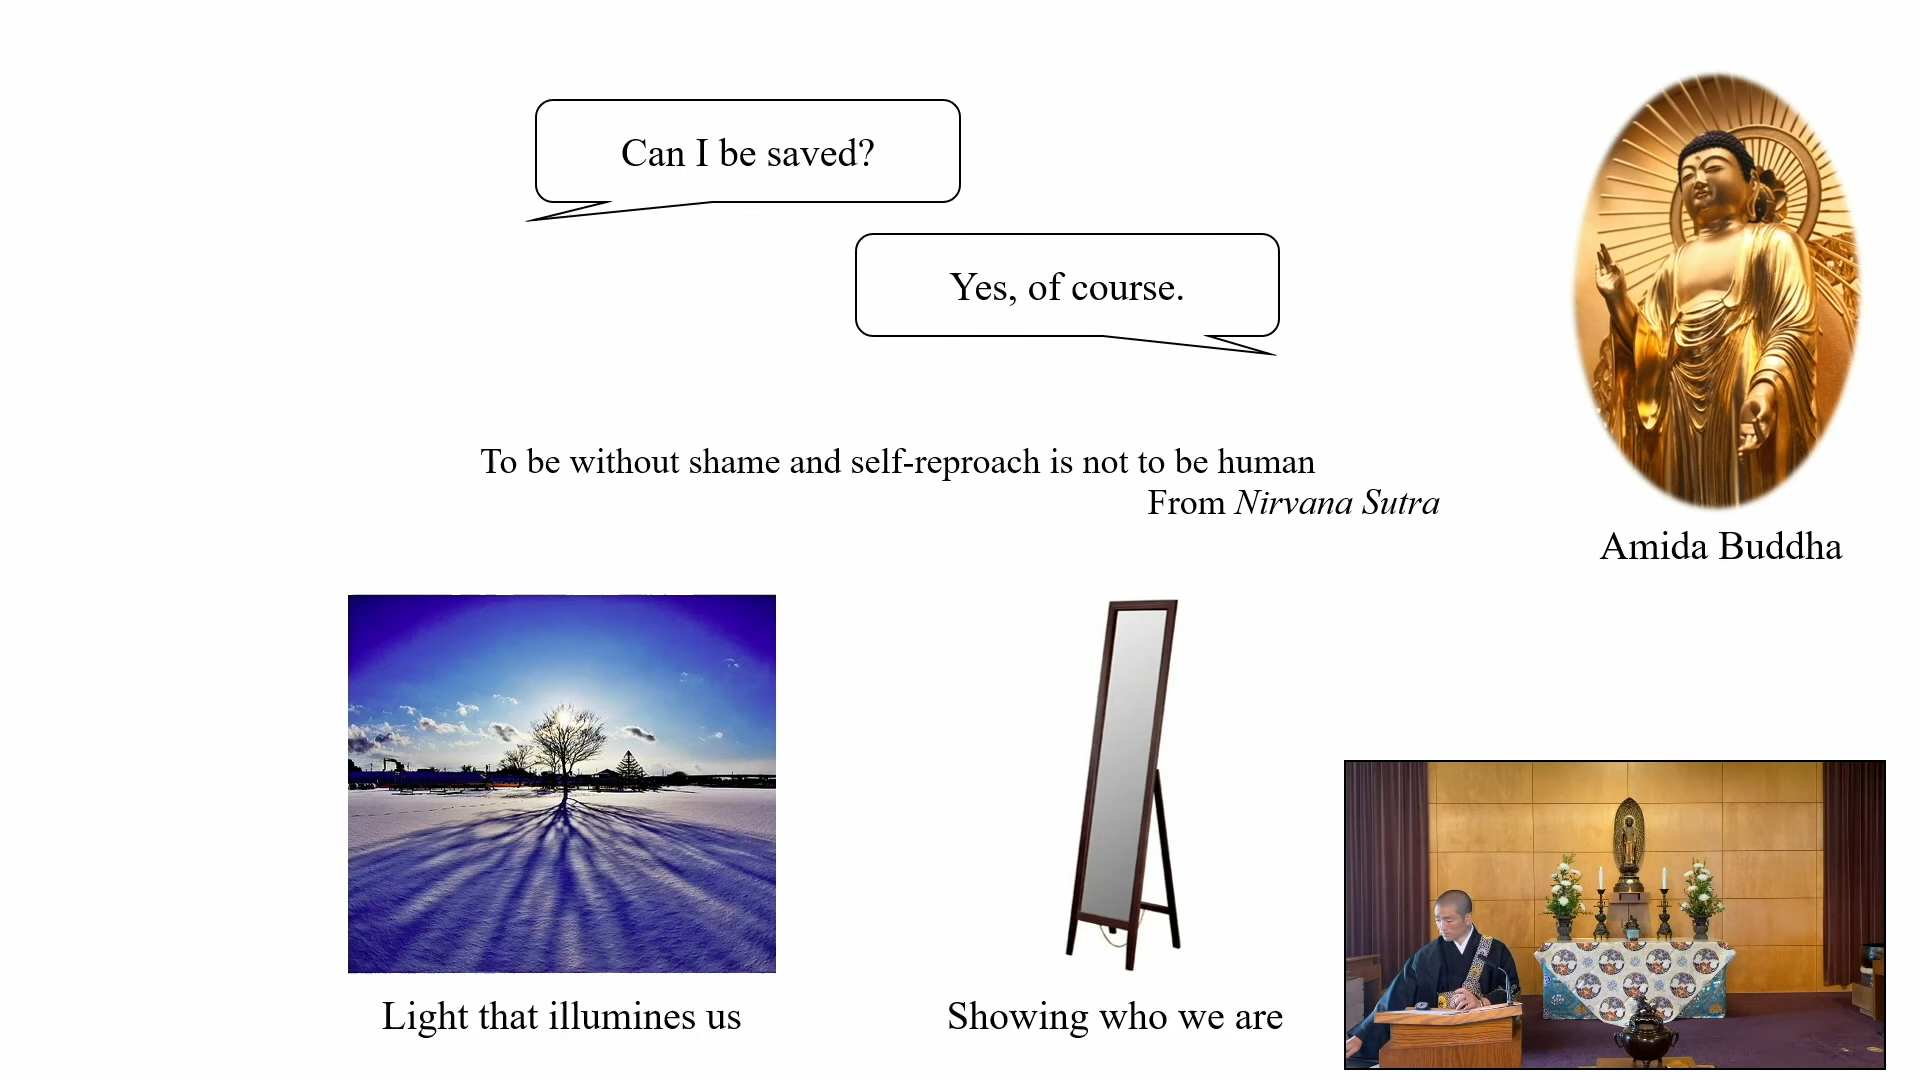 Can I be saved?
Yes, of course.
To be without shame and self-reproach is not to be human
From Nirvana Sutra
Amida Buddha
Light that illumines us
Showing who we are